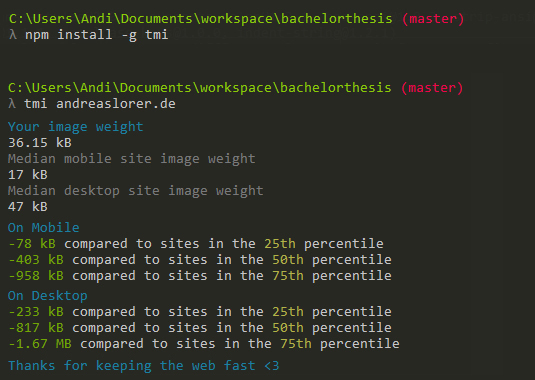 C:\Users\Andi\Documents\workspace\bachelorthesis (master)
λ npm install -g tmi
C:\Users\Andi\Documents\workspace\bachelorthesis (master)
λ tmi andreaslorer.de
Your image weight
36.15 kB
Median mobile site image weight
17 kB
Median desktop site image weight
47 kB
On Mobile
-78 kB compared to sites in the 25th percentile
-403 kB compared to sites in the 50th percentile
-958 kB compared to sites in the 75th percentile
On Desktop
-233 kB compared to sites in the 25th percentile
-817 kB compared to sites in the 50th percentile
-1.67 MB compared to sites in the 75th percentile
Thanks for keeping the web fast <3